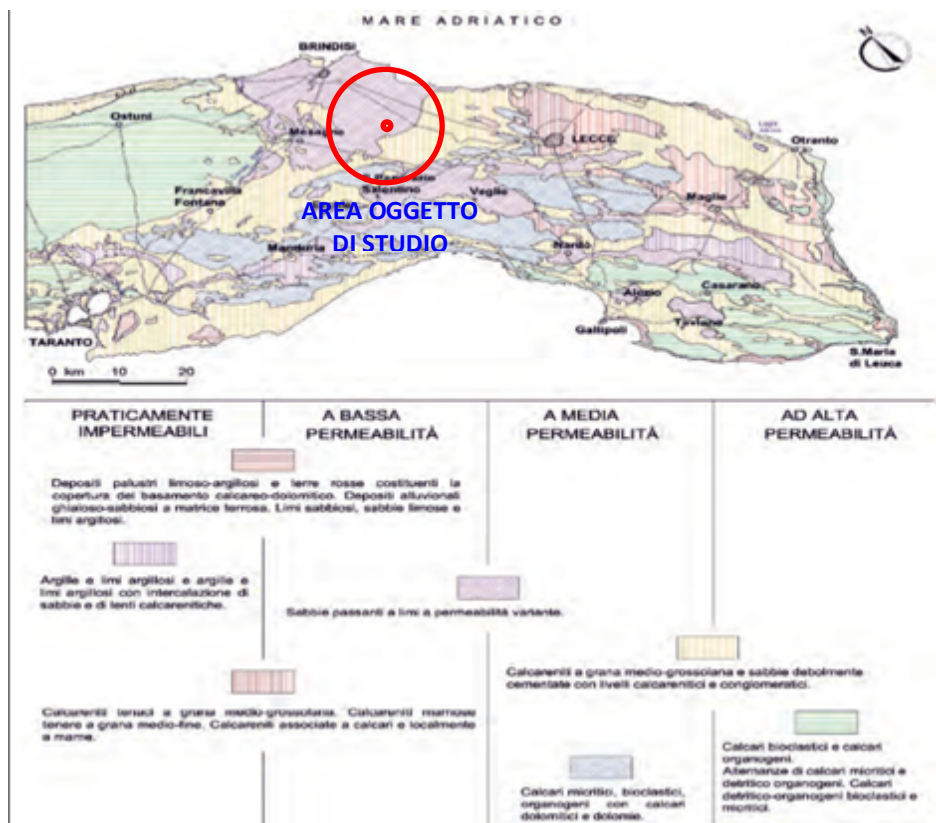 MARE ADRIATICO
BRINDISI
N
Ostuni
Mesagne
LECCE
Otranto
Francavilla
Fontana
Salentino
Veglie
Maglie
AREA OGGETTO
DI STUDIO
Manduria
Nardò
Casarano
Alezio
Gallipoli
Taviano
TARANTO
S.Maria
di Leuca
0 km 10 20
PRATICAMENTE
IMPERMEABILI
A BASSA
PERMEABILITÀ
A MEDIA
PERMEABILITÀ
AD ALTA
PERMEABILITÀ
Depositi palustri limoso-argillosi e terre rosse costituenti la
copertura del basamento calcareo-dolomitico. Depositi alluvionali
ghiaioso-sabbiosi a matrice terrosa. Limi sabbiosi, sabbie limose e
limi argillosi.
Argille e limi argillosi e argille e
limi argillosi con intercalazione di
sabbie e di lenti calcarenitiche.
Sabbie passanti a limi a permeabilità variante.
Calcareniti a grana medio-grossolana e sabbie debolmente
cementate con livelli calcarenitici e conglomeratici.
Calcareniti tenaci a grana medio-grossolana. Calcareniti marnose
tenere a grana medio-fine. Calcareniti associate a calcari e localmente
a marne.
Calcari micritio, bioclastici,
organogeni con calcari
dolomitici e dolomie.
Calcari bioclastici e calcari
organogeni.
Alternanze di calcari micritici e
detritico organogeni. Calcari
detritico-organogeni bioclastici e
micritici.